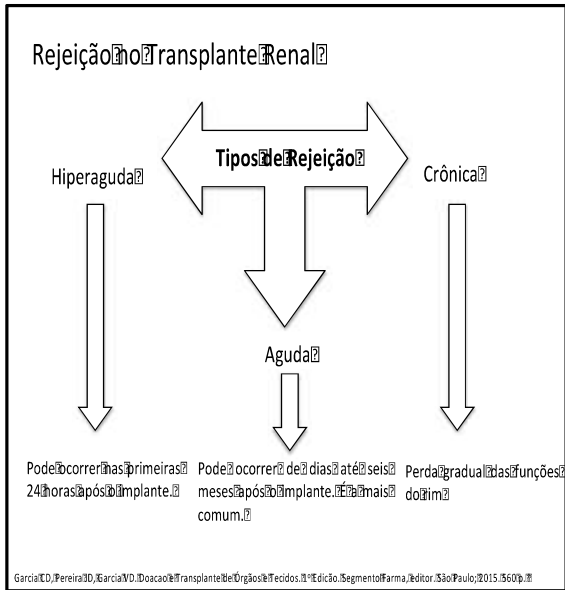 Rejeição no Transplante Renal
Tipos de Rejeição
Hiperaguda
Crônica
Aguda
Pode ocorrer nas primeiras
24 horas após o implante.
Pode ocorrer de dias até seis
meses após o implante. É a mais
comum.
Perda gradual das funções
do rim
Garcia CD, Pereira JD, Garcia VD. Doacao e Transplante de Órgãos e Tecidos. 1º Edicão. Segmento Farma, editor. São Paulo; 2015. 560 p.